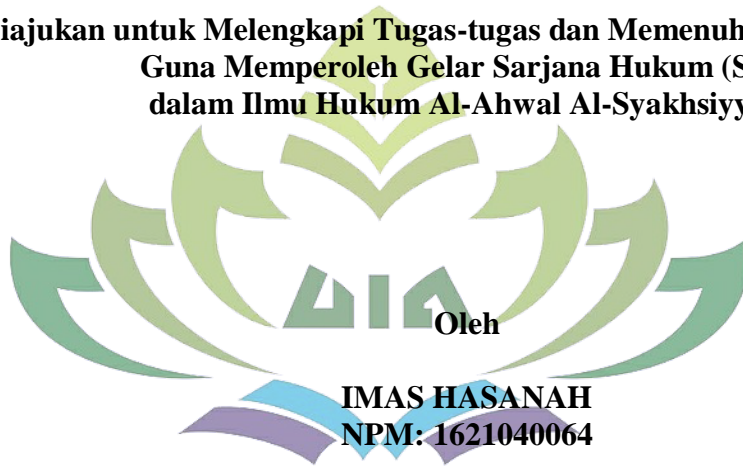 iajukan untuk Melengkapi Tugas-tugas dan Memenuh
Guna Memperoleh Gelar Sarjana Hukum (S
dalam Ilmu Hukum Al-Ahwal Al-Syakhsiyy
UIN
Oleh
IMAS HASANAH
NPM: 1621040064